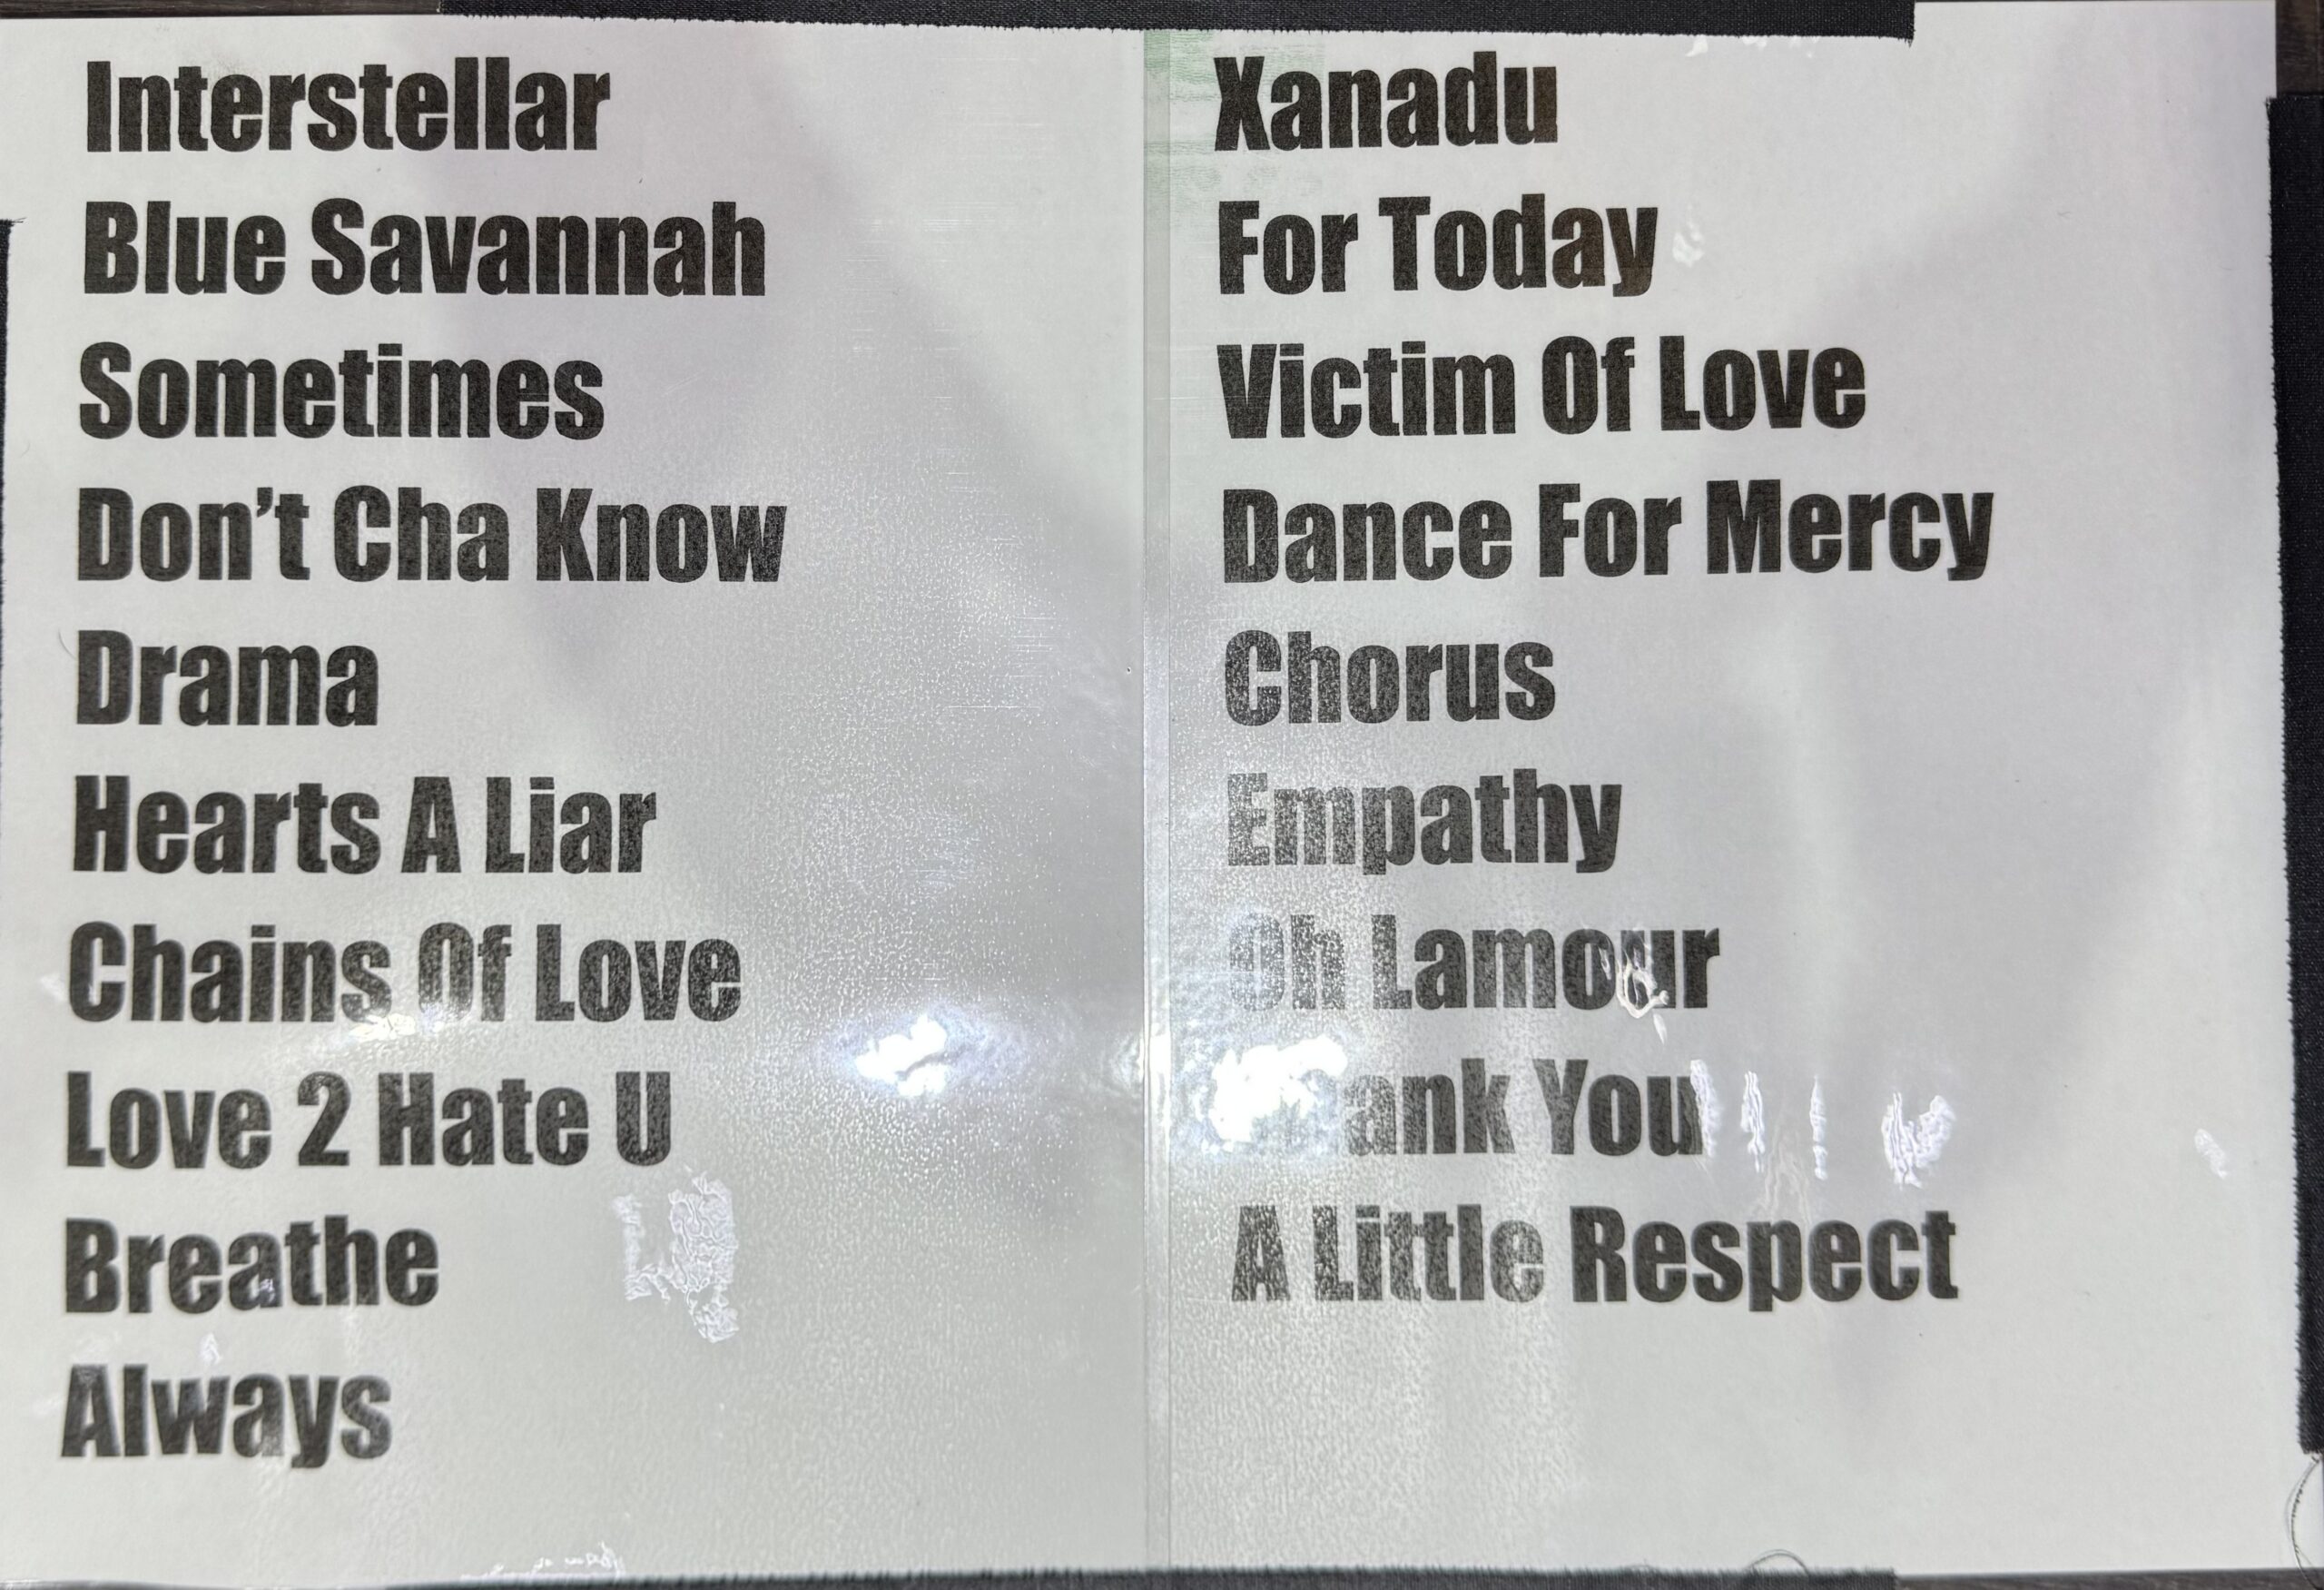 Interstellar
Blue Savannah
Sometimes
Don't Cha Know
Drama
Hearts A Liar
Chains Of Love
Love 2 Hate U
Breathe
Always
Xanadu
For Today
Victim Of Love
Dance For Mercy
Chorus
Empathy
Oh Lamour
You
A Little Respect